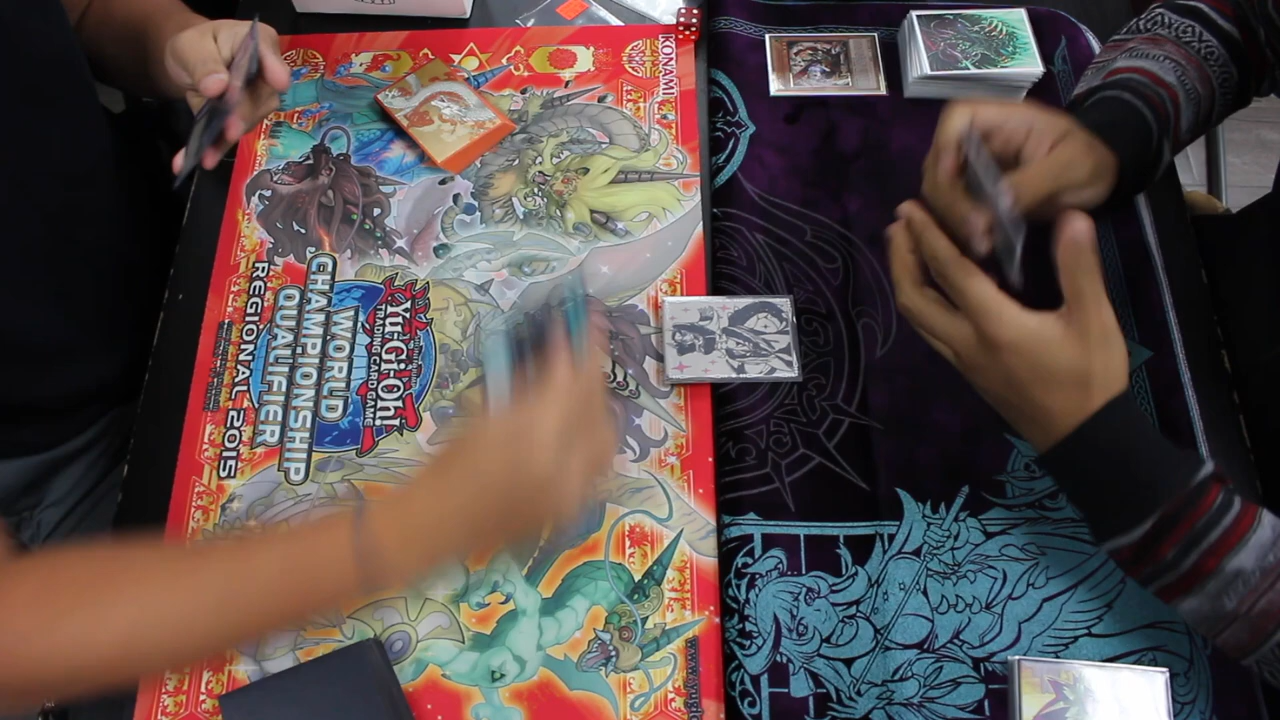 KONAMI
Yu-Gi-Oh!
TRADING CARD GAME
WORLD
CHAMPIONSHIP
QUALIFIER
REGIONAL 2015